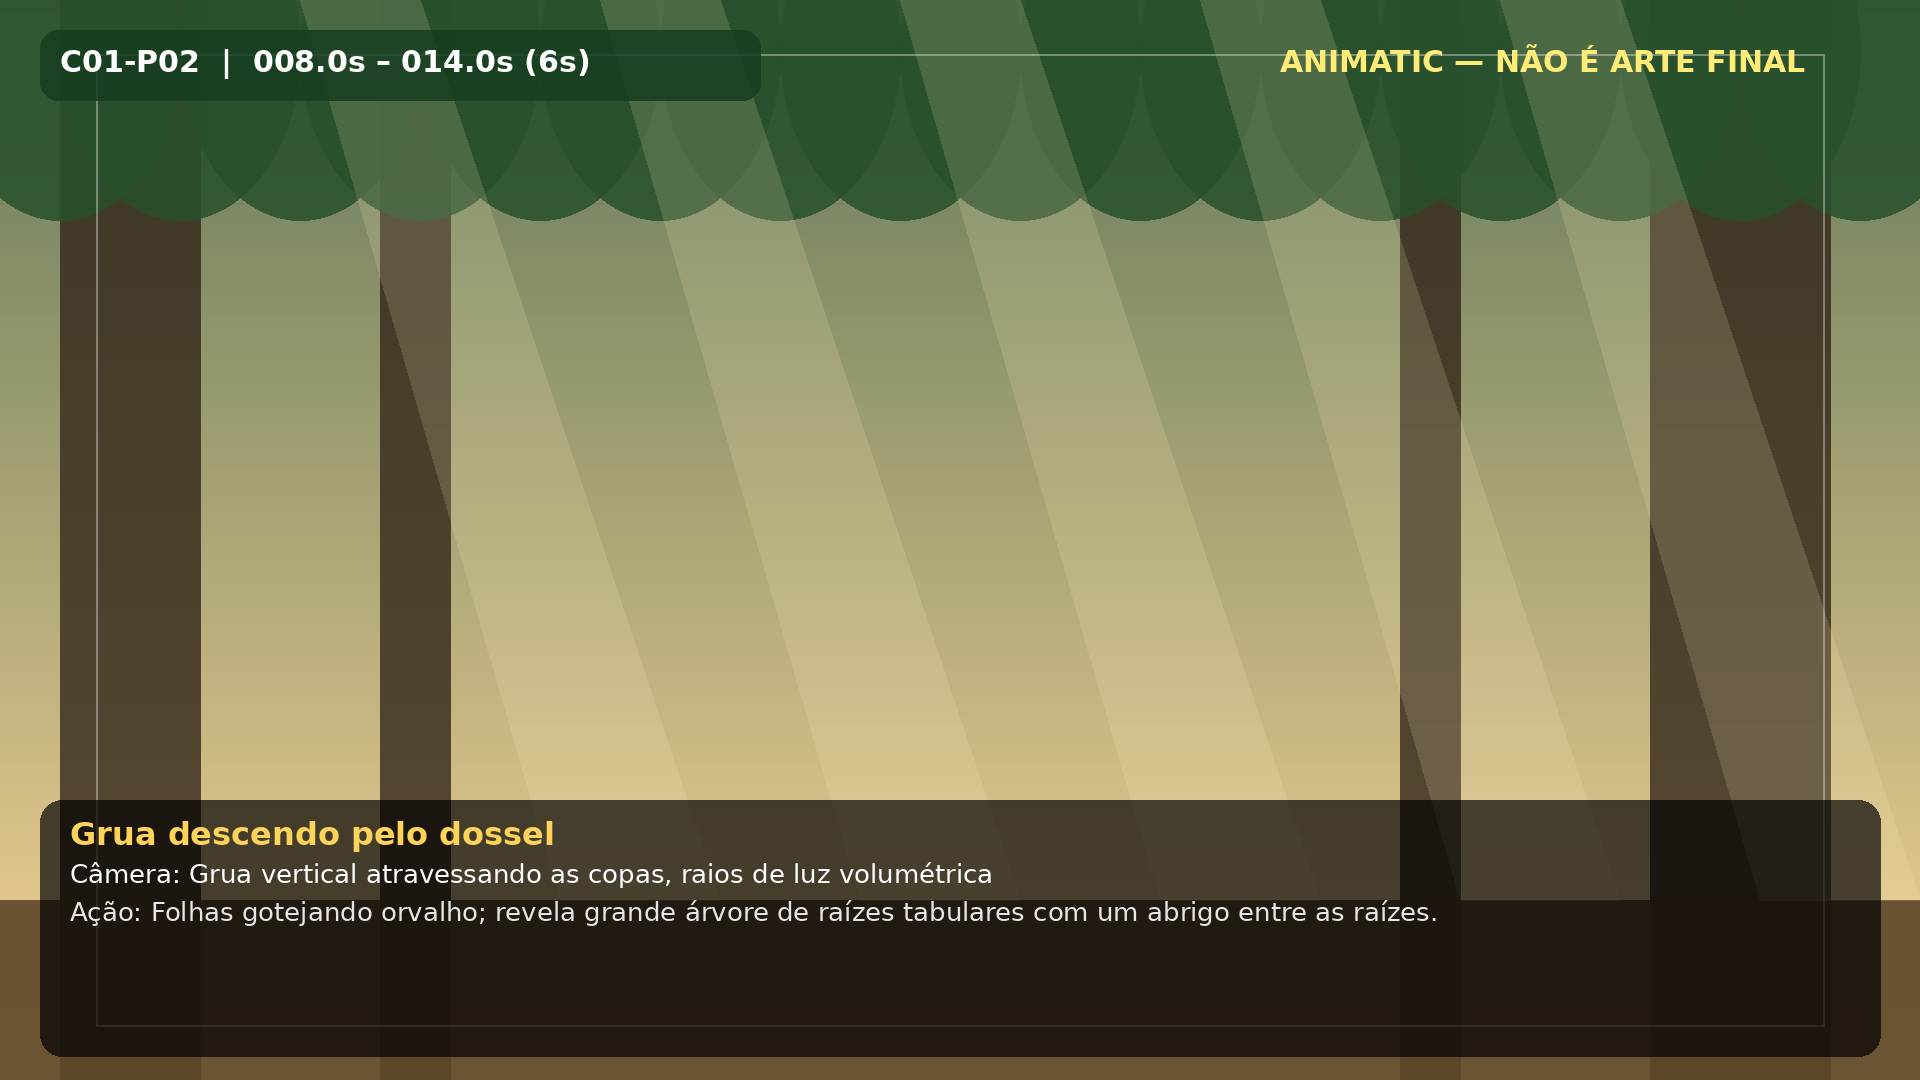 C01-P02 | 008.0s – 014.0s (6s)
ANIMATIC — NÃO É ARTE FINAL
Grua descendo pelo dossel
Câmera: Grua vertical atravessando as copas, raios de luz volumétrica
Ação: Folhas gotejando orvalho; revela grande árvore de raízes tabulares com um abrigo entre as raízes.